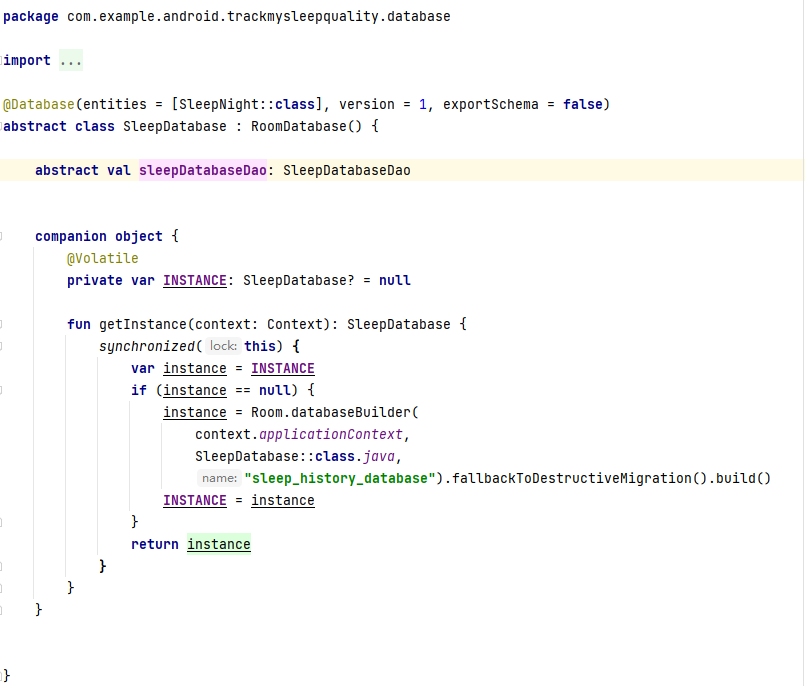 package com.example.android.trackmysleepquality.database
import ...
@Database(entities = [SleepNight::class], version = 1, exportSchema = false)
abstract class SleepDatabase : RoomDatabase() {
abstract val sleepDatabaseDao: SleepDatabaseDao
companion object {
@Volatile
private var INSTANCE: SleepDatabase? = null
fun getInstance(context: Context): SleepDatabase {
synchronized( lock: this) {
var instance = INSTANCE
if (instance == null) {
instance = Room.databaseBuilder(
context.applicationContext,
SleepDatabase::class.java,
name: "sleep_history_database").fallbackToDestructiveMigration().build()
INSTANCE = instance
}
return instance
}
}
}
}